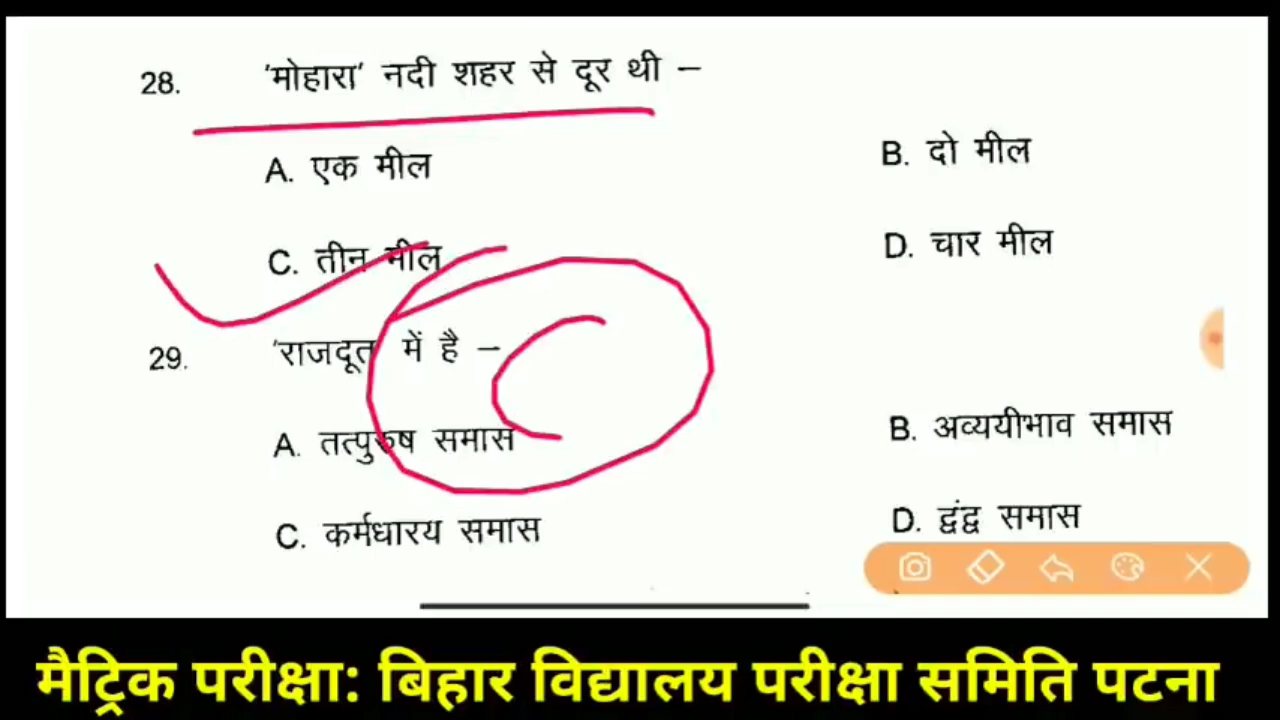 28. 'मोहारा' नदी शहर से दूर थी –
A. एक मील B. दो मील
C. तीन मील D. चार मील
29. 'राजदूत' में है –
A. तत्पुरुष समास B. अव्ययीभाव समास
C. कर्मधारय समास D. द्वंद्व समास
मैट्रिक परीक्षा: बिहार विद्यालय परीक्षा समिति पटना